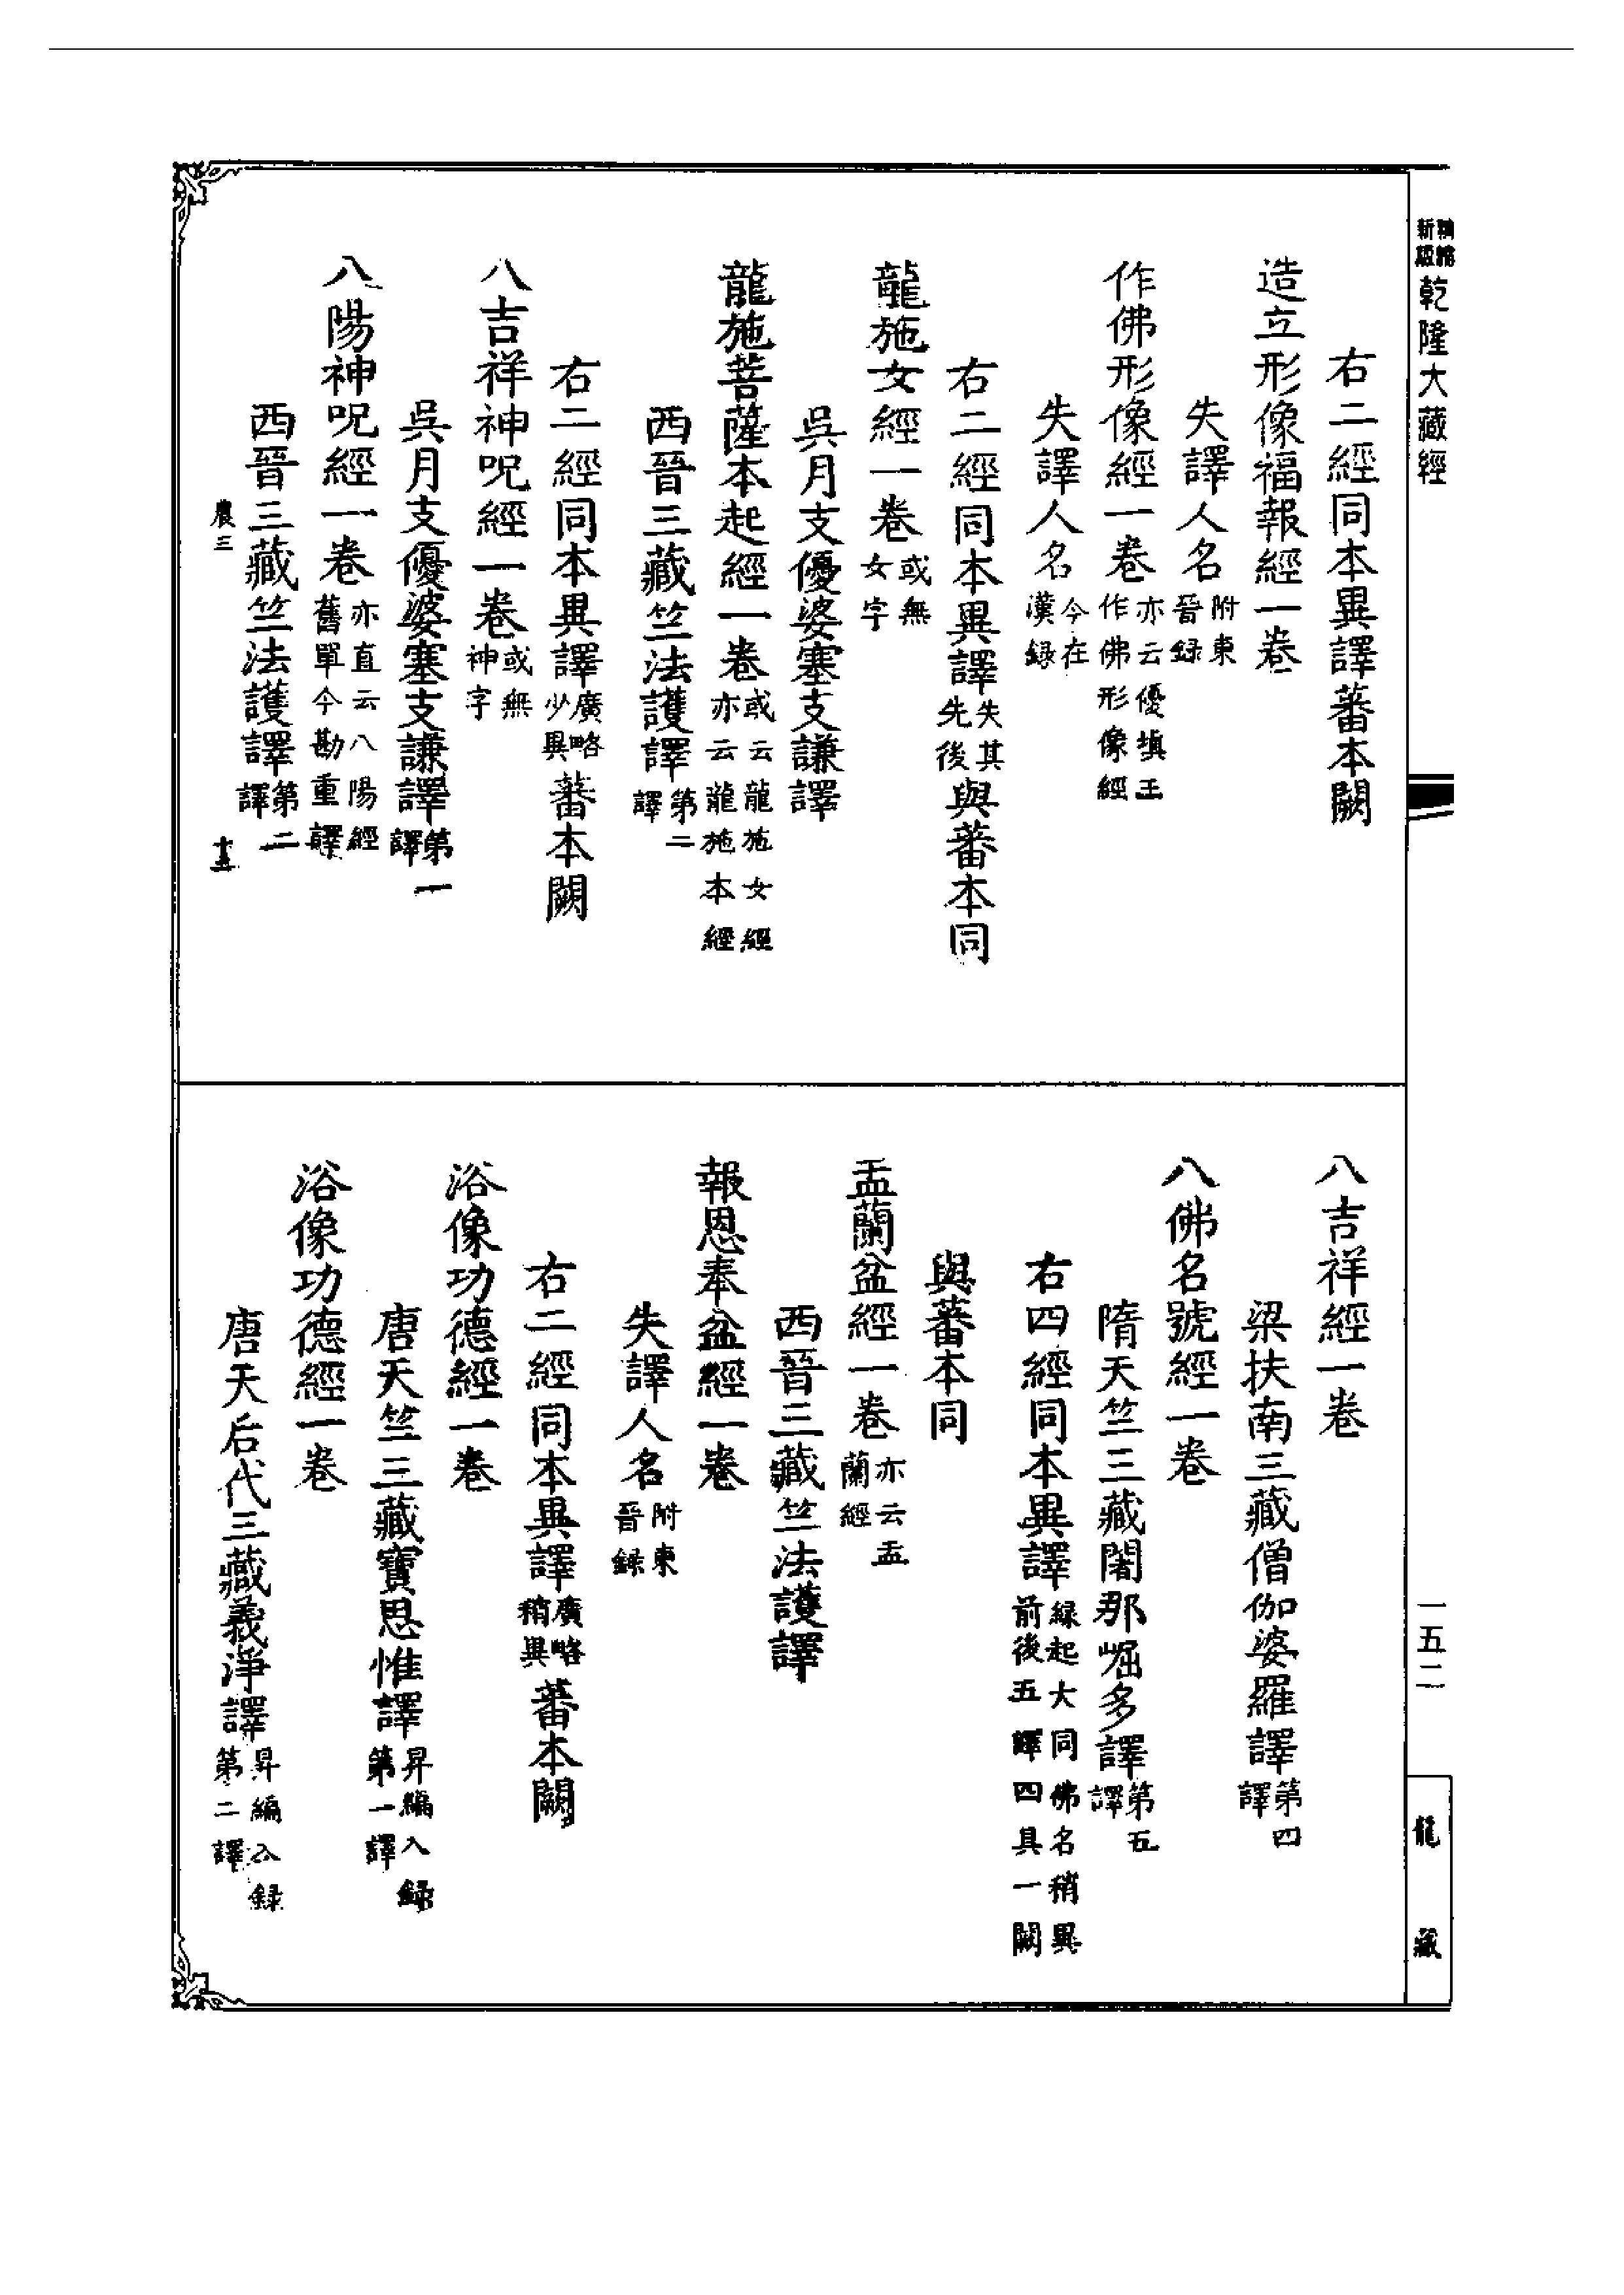 新版
精縮
乾隆大藏經
右二經同本異譯蕃本闕
造立形像福報經一卷
失譯人名附東晉録
作佛形像經一卷亦云優填王作佛形像經
失譯人名今在漢録
右二經同本異譯失其先後與蕃本同
龍施女經一卷或無女字
吳月支優婆塞支謙譯
龍施菩薩本起經一卷或云龍施女經亦云龍施本經
西晉三藏竺法護譯第二譯
右二經同本異譯廣略少異蕃本闕
八吉祥神呪經一卷或無神字
吳月支優婆塞支謙譯第一譯
八陽神呪經一卷亦直云八陽經舊單今勘重譯
西晉三藏竺法護譯第二譯
農三
十五
八吉祥經一卷
梁扶南三藏僧伽婆羅譯第四譯
八佛名號經一卷
隋天竺三藏闍那崛多譯第五譯
右四經同本異譯緣起大同佛名稍異前後五譯四具一闕
與蕃本同
盂蘭盆經一卷亦云盂蘭經
西晉三藏竺法護譯
報恩奉盆經一卷
失譯人名附東晉録
右二經同本異譯廣略稍異蕃本闕
浴像功德經一卷
唐天竺三藏寶思惟譯昇編入録第一譯
浴像功德經一卷
唐天后代三藏義淨譯昇編入録第二譯
一五二
龍藏